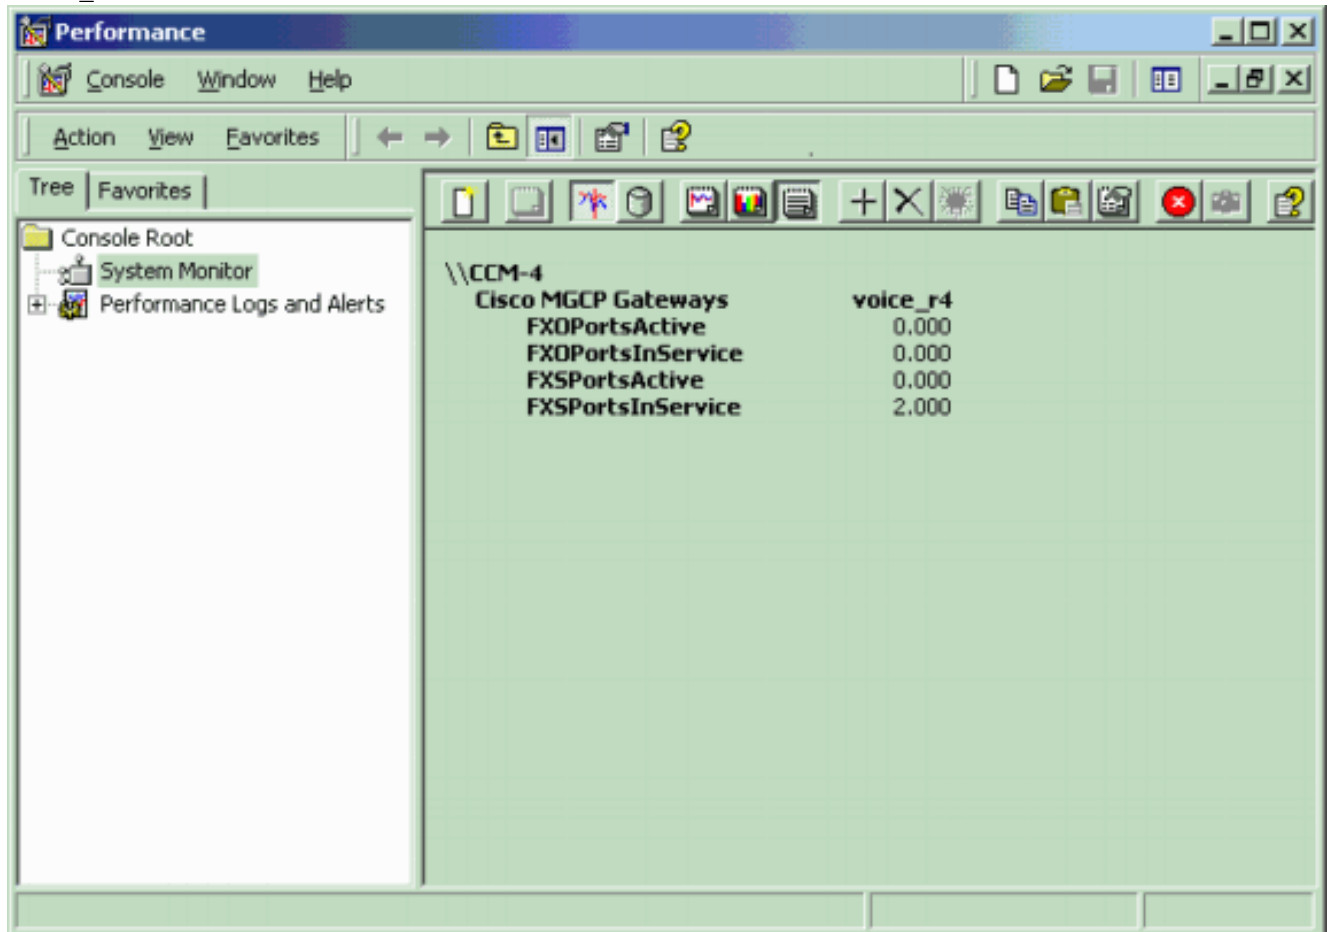 Performance
Console Window Help
Action View Favorites
Tree Favorites
Console Root
System Monitor
Performance Logs and Alerts
\\CCM-4
Cisco MGCP Gateways voice_r4
FXOPortsActive 0.000
FXOPortsInService 0.000
FXSPortsActive 0.000
FXSPortsInService 2.000